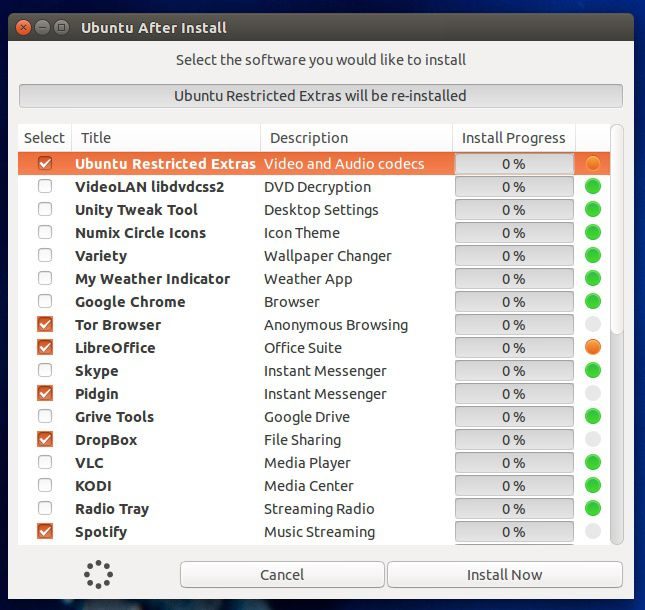 Ubuntu After Install
Select the software you would like to install
Ubuntu Restricted Extras will be re-installed
Select Title Description Install Progress
Ubuntu Restricted Extras Video and Audio codecs 0 %
VideoLAN libdvdcss2 DVD Decryption 0 %
Unity Tweak Tool Desktop Settings 0 %
Numix Circle Icons Icon Theme 0 %
Variety Wallpaper Changer 0 %
My Weather Indicator Weather App 0 %
Google Chrome Browser 0 %
Tor Browser Anonymous Browsing 0 %
LibreOffice Office Suite 0 %
Skype Instant Messenger 0 %
Pidgin Instant Messenger 0 %
Grive Tools Google Drive 0 %
DropBox File Sharing 0 %
VLC Media Player 0 %
KODI Media Center 0 %
Radio Tray Streaming Radio 0 %
Spotify Music Streaming 0 %
Cancel Install Now